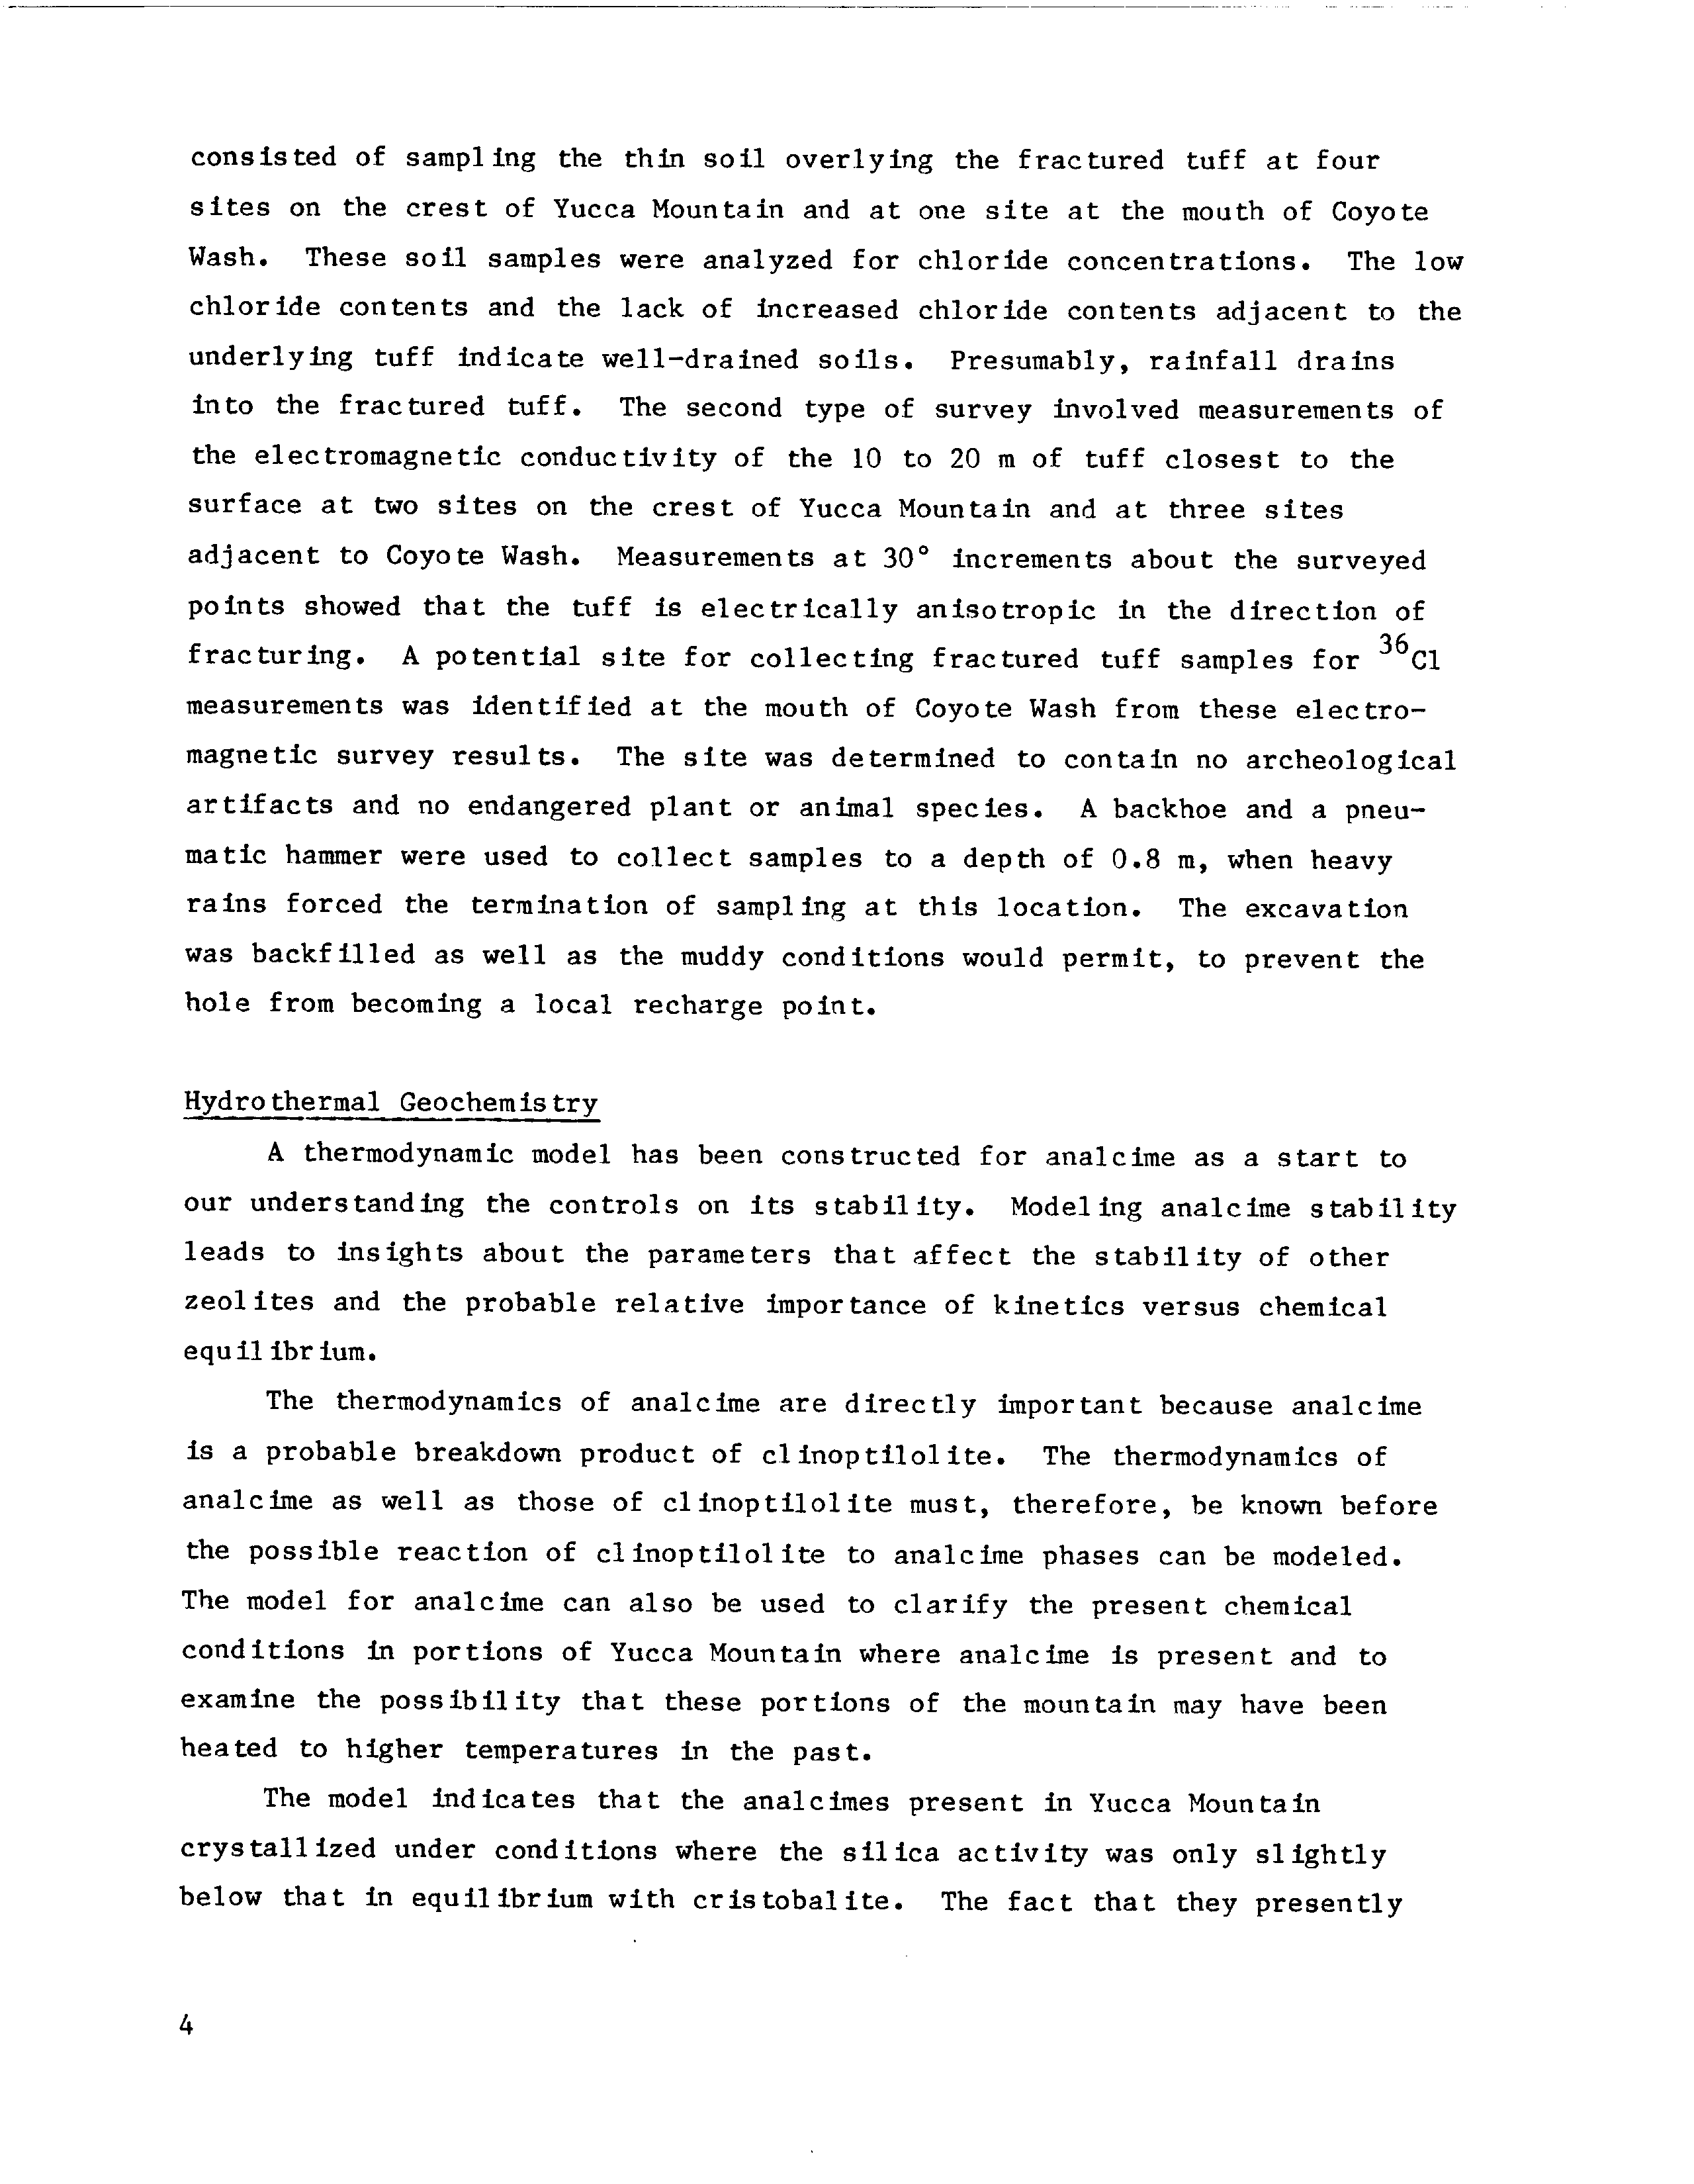 consisted of sampling the thin soil overlying the fractured tuff at four
sites on the crest of Yucca Mountain and at one site at the mouth of Coyote
Wash. These soil samples were analyzed for chloride concentrations. The low
chloride contents and the lack of increased chloride contents adjacent to the
underlying tuff indicate well-drained soils. Presumably, rainfall drains
into the fractured tuff. The second type of survey involved measurements of
the electromagnetic conductivity of the 10 to 20 m of tuff closest to the
surface at two sites on the crest of Yucca Mountain and at three sites
adjacent to Coyote Wash. Measurements at 30° increments about the surveyed
points showed that the tuff is electrically anisotropic in the direction of
fracturing. A potential site for collecting fractured tuff samples for ³⁶Cl
measurements was identified at the mouth of Coyote Wash from these electro-
magnetic survey results. The site was determined to contain no archeological
artifacts and no endangered plant or animal species. A backhoe and a pneu-
matic hammer were used to collect samples to a depth of 0.8 m, when heavy
rains forced the termination of sampling at this location. The excavation
was backfilled as well as the muddy conditions would permit, to prevent the
hole from becoming a local recharge point.
Hydrothermal Geochemistry
A thermodynamic model has been constructed for analcime as a start to
our understanding the controls on its stability. Modeling analcime stability
leads to insights about the parameters that affect the stability of other
zeolites and the probable relative importance of kinetics versus chemical
equilibrium.
The thermodynamics of analcime are directly important because analcime
is a probable breakdown product of clinoptilolite. The thermodynamics of
analcime as well as those of clinoptilolite must, therefore, be known before
the possible reaction of clinoptilolite to analcime phases can be modeled.
The model for analcime can also be used to clarify the present chemical
conditions in portions of Yucca Mountain where analcime is present and to
examine the possibility that these portions of the mountain may have been
heated to higher temperatures in the past.
The model indicates that the analcimes present in Yucca Mountain
crystallized under conditions where the silica activity was only slightly
below that in equilibrium with cristobalite. The fact that they presently
4